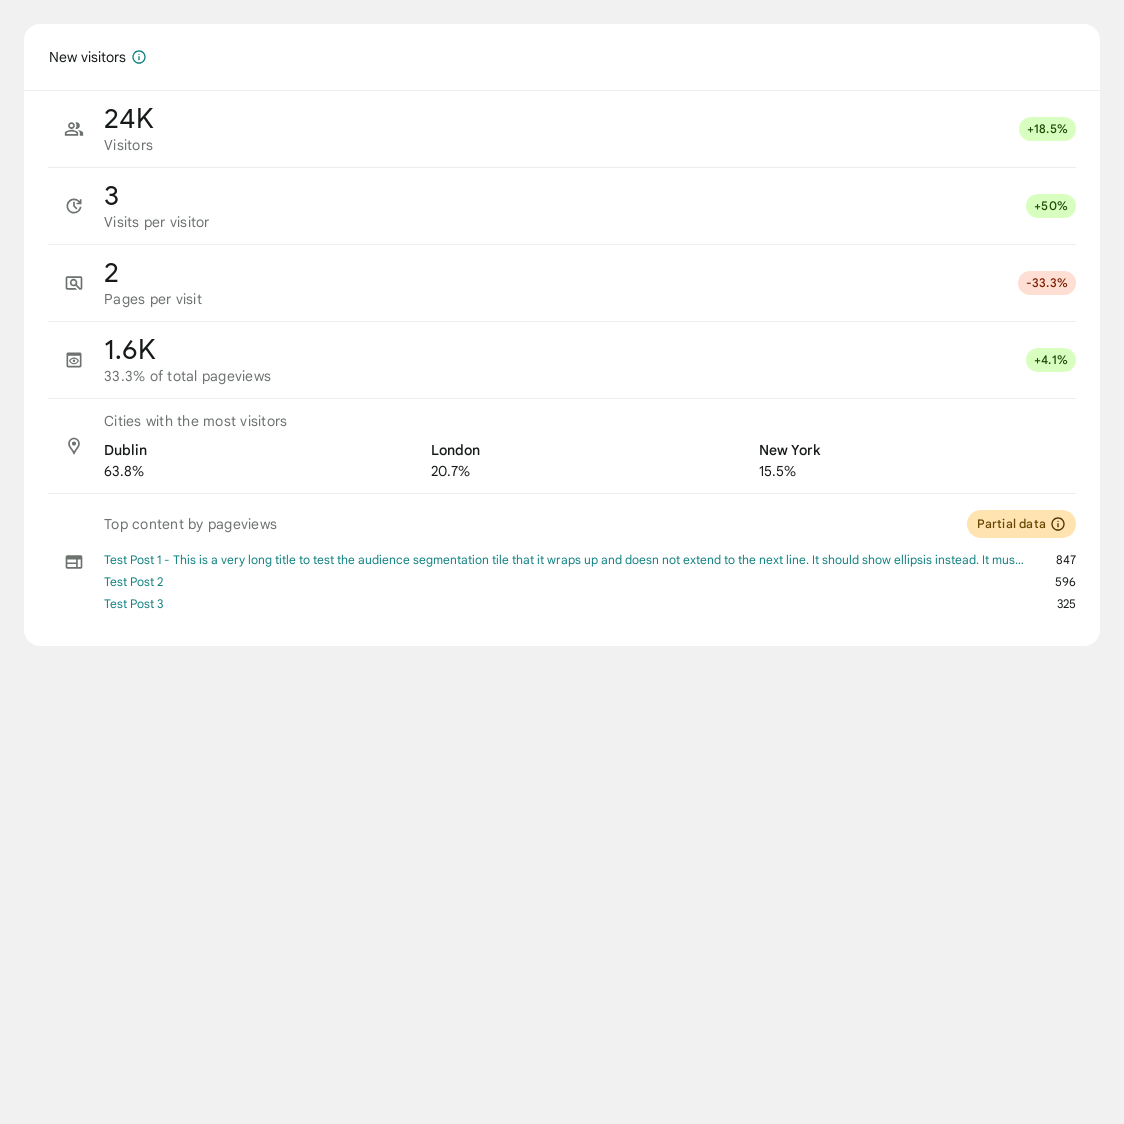 New visitors
24K
Visitors
+18.5%
3
Visits per visitor
+50%
2
Pages per visit
-33.3%
1.6K
33.3% of total pageviews
+4.1%
Cities with the most visitors
Dublin London New York
63.8% 20.7% 15.5%
Top content by pageviews Partial data
Test Post 1 - This is a very long title to test the audience segmentation tile that it wraps up and doesn not extend to the next line. It should show ellipsis instead. It mus... 847
Test Post 2 596
Test Post 3 325